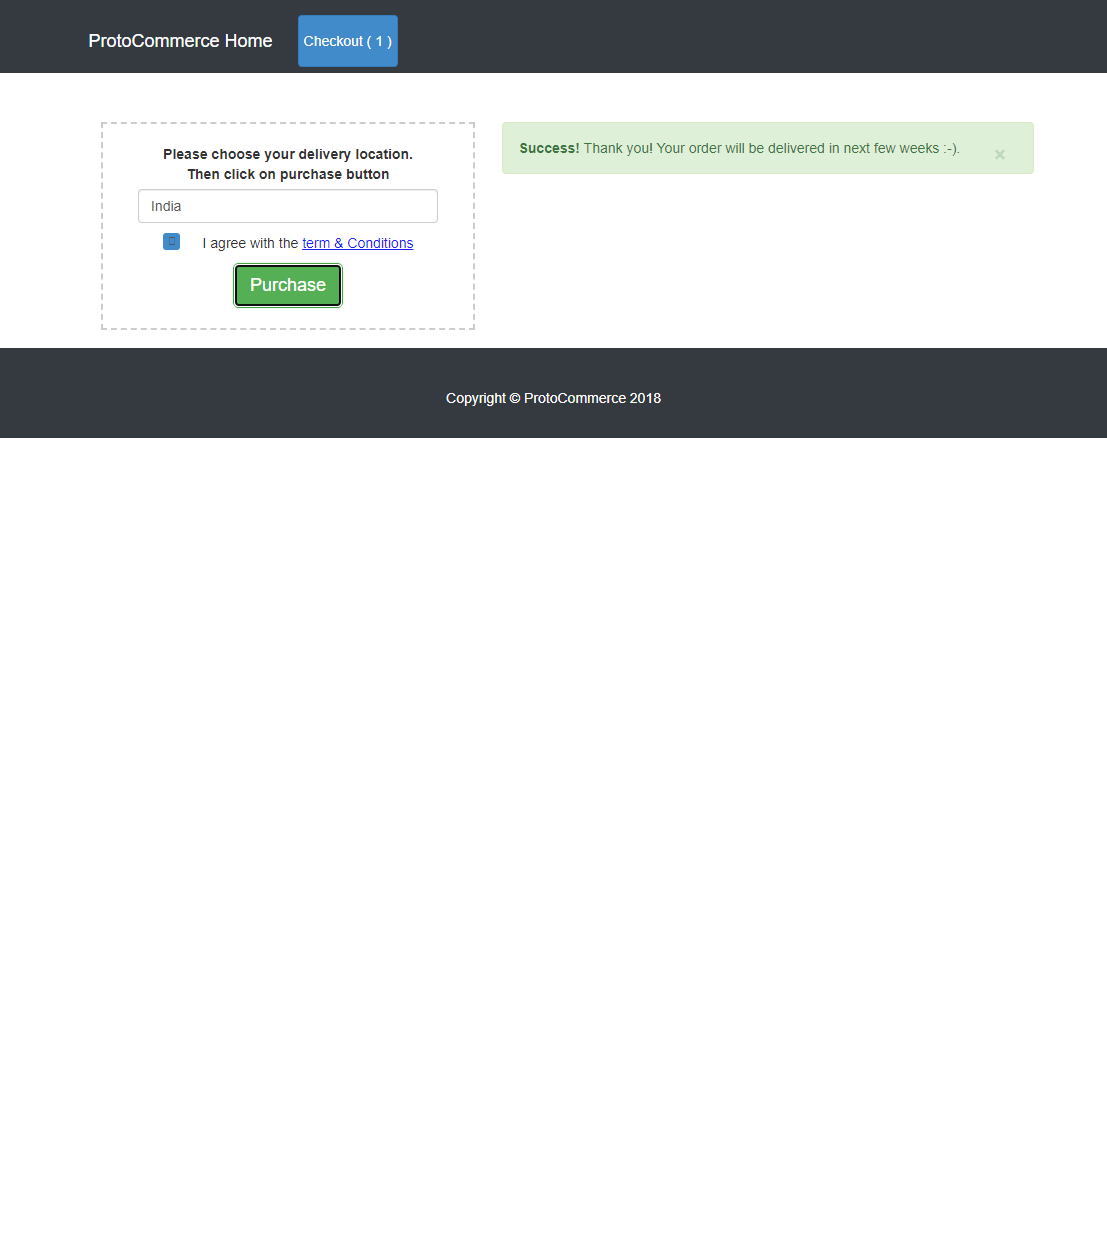 ProtoCommerce Home
Checkout ( 1 )
Please choose your delivery location.
Then click on purchase button
India
I agree with the term & Conditions
Purchase
Success! Thank you! Your order will be delivered in next few weeks :-).
×
Copyright © ProtoCommerce 2018